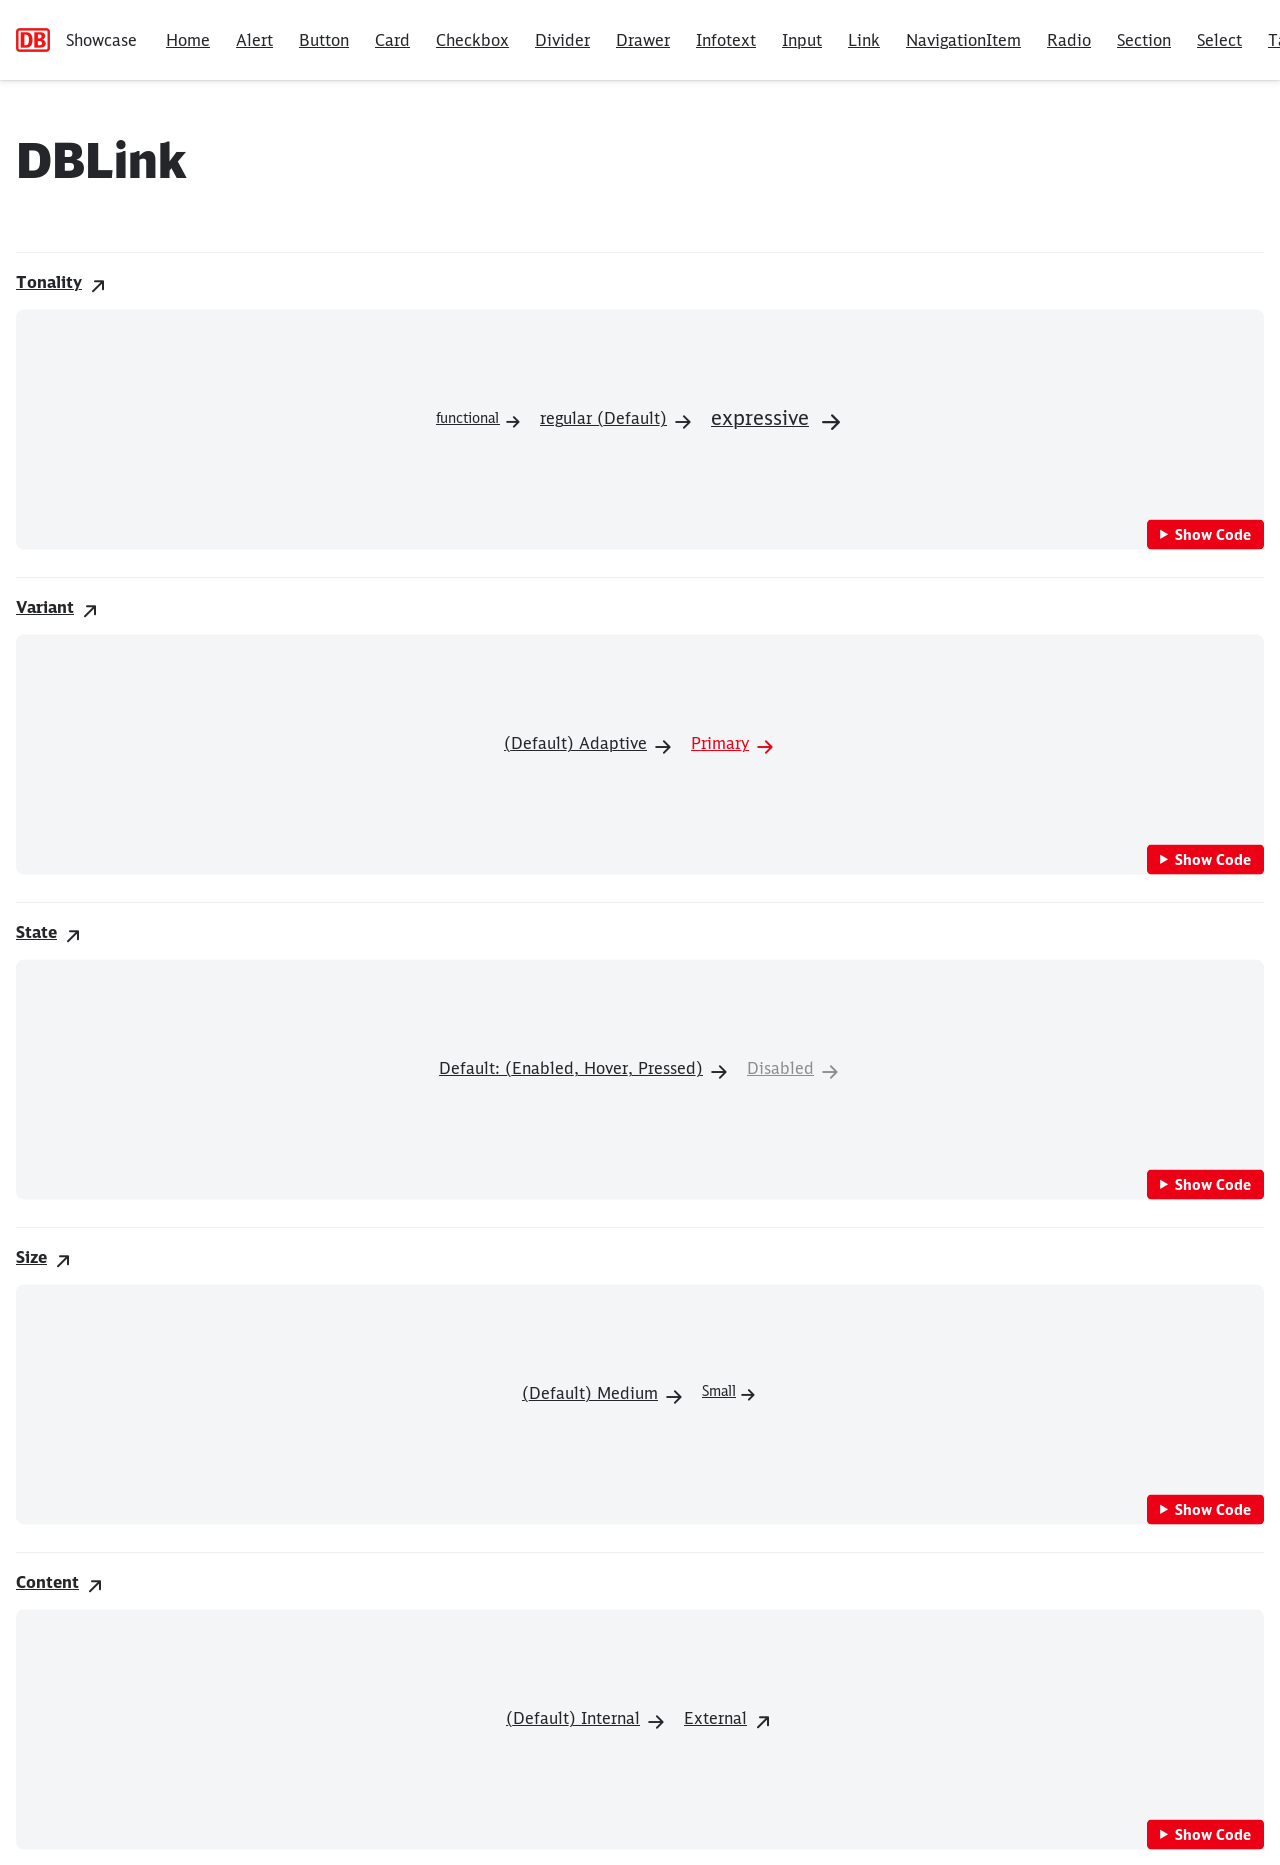 DB Showcase Home Alert Button Card Checkbox Divider Drawer Infotext Input Link NavigationItem Radio Section Select
DBLink
Tonality
functional regular (Default) expressive
Show Code
Variant
(Default) Adaptive Primary
Show Code
State
Default: (Enabled, Hover, Pressed) Disabled
Show Code
Size
(Default) Medium Small
Show Code
Content
(Default) Internal External
Show Code